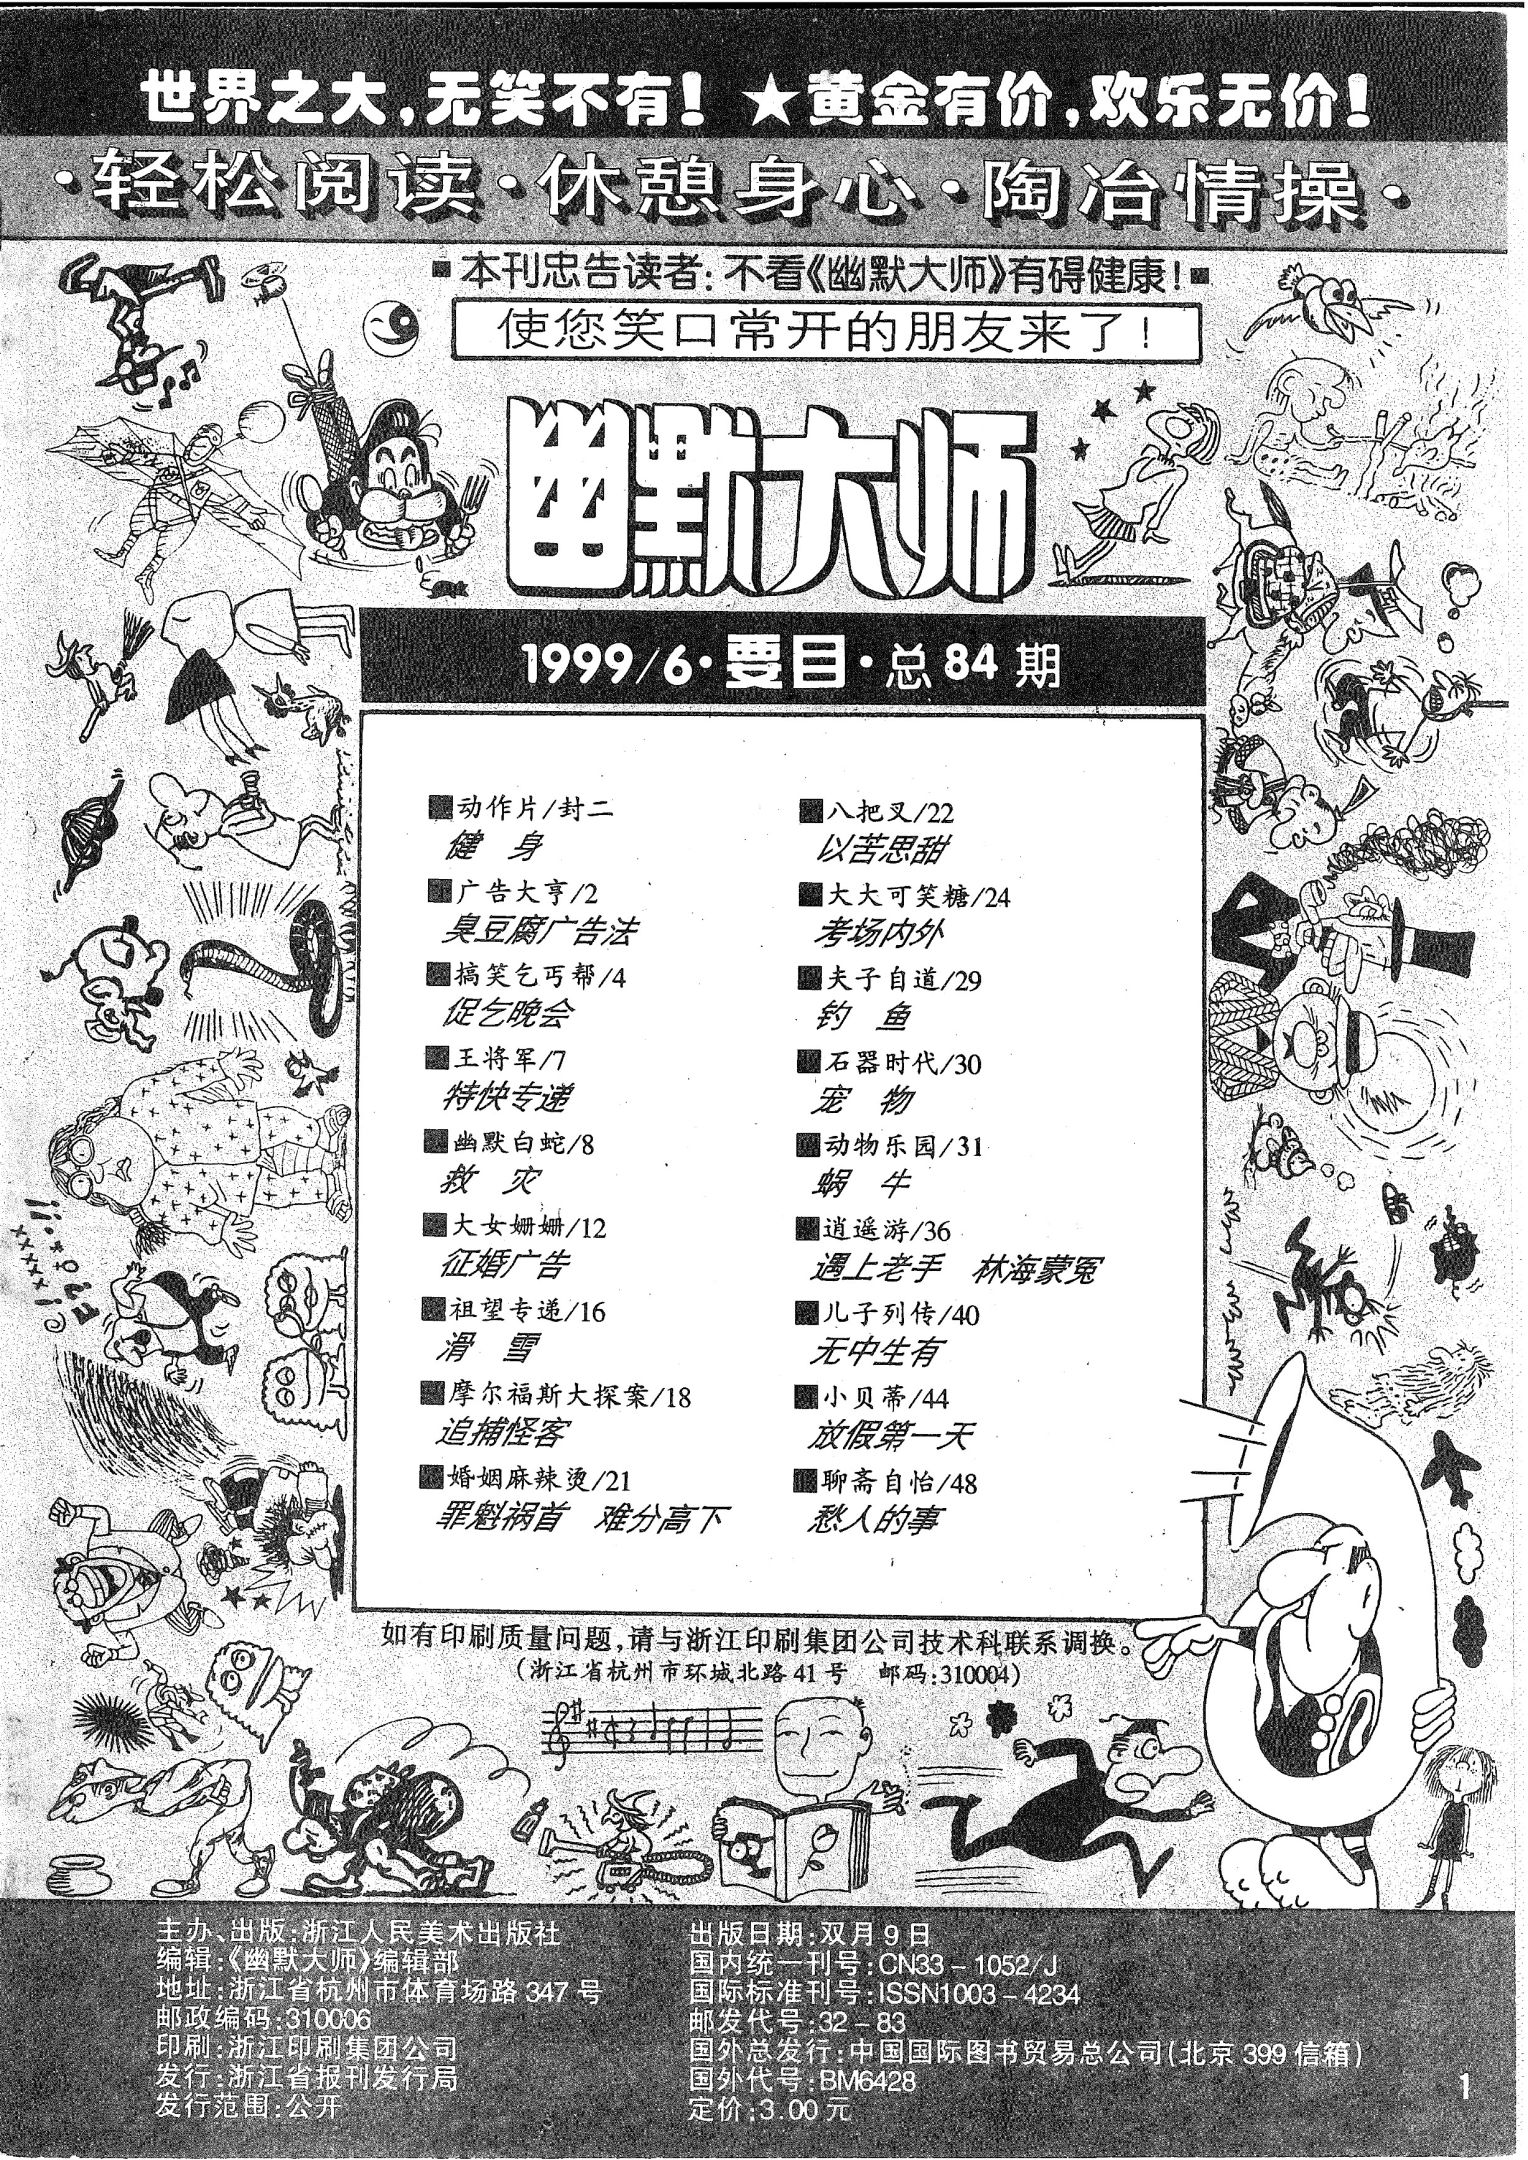 世界之大,无笑不有! ★黄金有价,欢乐无价!
·轻松阅读·休憩身心·陶冶情操·
■本刊忠告读者:不看《幽默大师》有碍健康!■
使您笑口常开的朋友来了!
幽默大师
1999/6·要目·总84期
■动作片/封二
健 身
■广告大亨/2
臭豆腐广告法
■搞笑乞丐帮/4
促乞晚会
■王将军/7
特快专递
■幽默白蛇/8
救 灾
■大女姗姗/12
征婚广告
■祖望专递/16
滑 雪
■摩尔福斯大探案/18
追捕怪客
■婚姻麻辣烫/21
罪魁祸首 难分高下
■八把叉/22
以苦思甜
■大大可笑糖/24
考场内外
■夫子自道/29
钓 鱼
■石器时代/30
宠 物
■动物乐园/31
蜗 牛
■逍遥游/36
遇上老手 林海蒙冤
■儿子列传/40
无中生有
■小贝蒂/44
放假第一天
■聊斋自怡/48
愁人的事
如有印刷质量问题,请与浙江印刷集团公司技术科联系调换。
(浙江省杭州市环城北路41号 邮码:310004)
主办、出版:浙江人民美术出版社
编辑:《幽默大师》编辑部
地址:浙江省杭州市体育场路347号
邮政编码:310006
印刷:浙江印刷集团公司
发行:浙江省报刊发行局
发行范围:公开
出版日期:双月9日
国内统一刊号:CN33-1052/J
国际标准刊号:ISSN1003-4234
邮发代号:32-83
国外总发行:中国国际图书贸易总公司(北京399信箱)
国外代号:BM6428
定价:3.00元
1